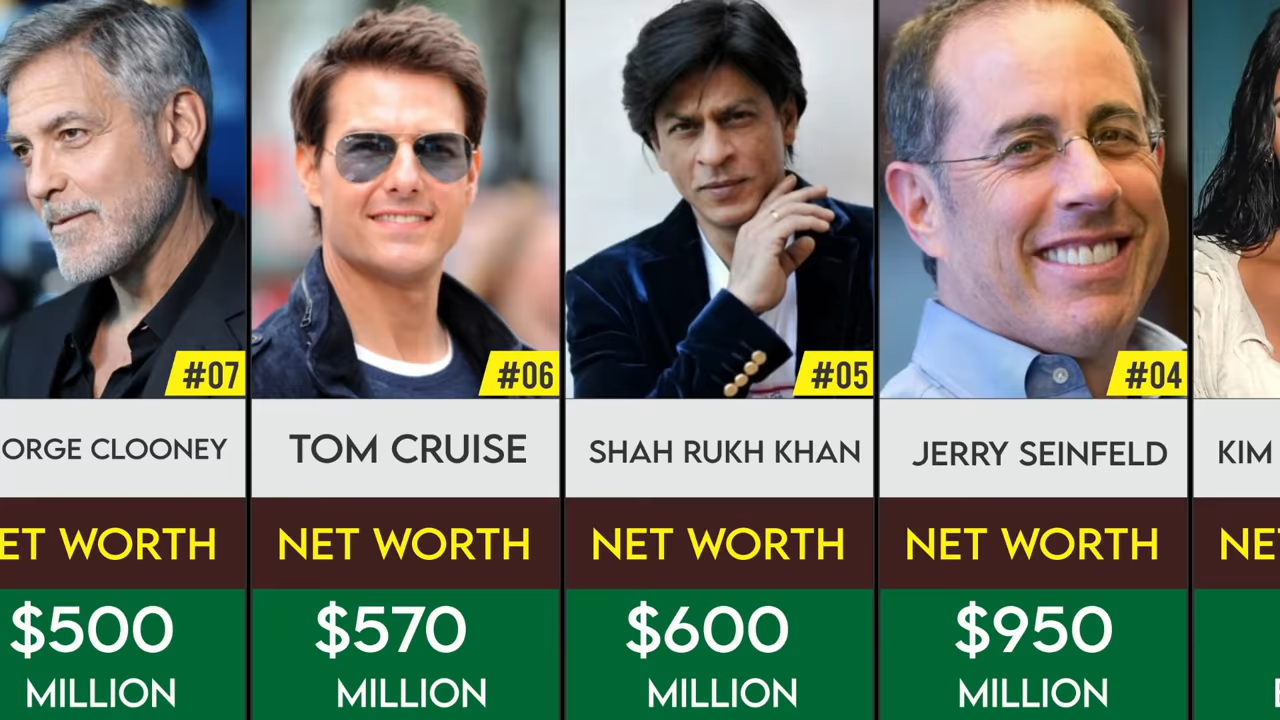 #07
ORGE CLOONEY
ET WORTH
$500
MILLION
#06
TOM CRUISE
NET WORTH
$570
MILLION
#05
SHAH RUKH KHAN
NET WORTH
$600
MILLION
#04
JERRY SEINFELD
NET WORTH
$950
MILLION
KIM
NE